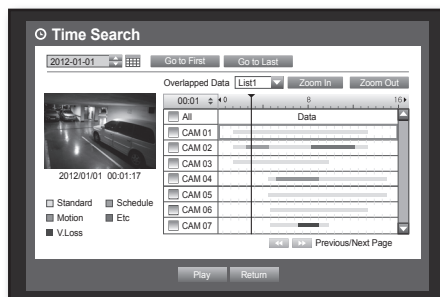 Time Search
2012-01-01 Go to First Go to Last
Overlapped Data List1 Zoom In Zoom Out
00:01 0 8 16
All Data
CAM 01
CAM 02
CAM 03
CAM 04
CAM 05
CAM 06
CAM 07
2012/01/01 00:01:17
Standard Schedule
Motion Etc
V.Loss
Previous/Next Page
Play Return